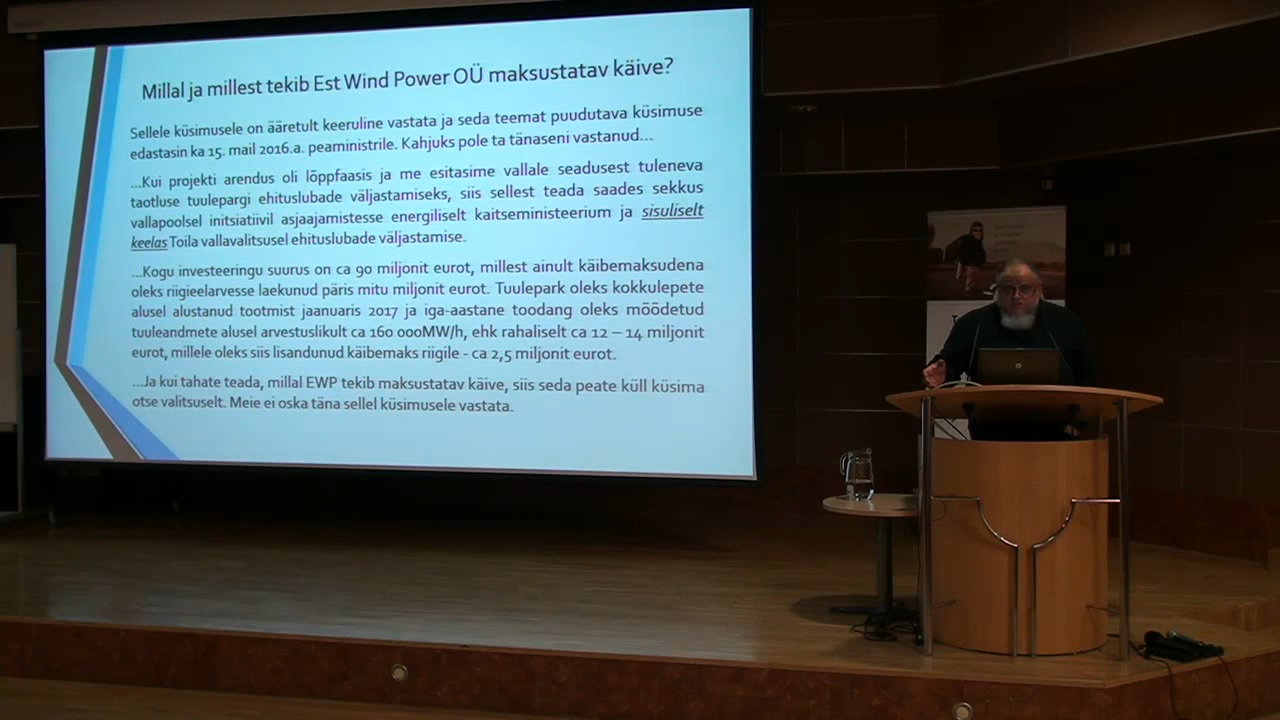 Millal ja millest tekib Est Wind Power OÜ maksustatav käive?
Sellele küsimusele on ääretult keeruline vastata ja seda teemat puudutava küsimuse
edastasin ka 15. mail 2016.a. peaministrile. Kahjuks pole ta tänaseni vastanud...
...Kui projekti arendus oli lõppfaasis ja me esitasime vallale seadusest tuleneva
taotluse tuulepargi ehituslubade väljastamiseks, siis sellest teada saades sekkus
vallapoolsel initsiatiivil asjaajamistesse energiliselt kaitseministeerium ja sisuliselt
keelas Toila vallavalitsusel ehituslubade väljastamise.
...Kogu investeeringu suurus on ca 90 miljonit eurot, millest ainult käibemaksudena
oleks riigieelarvesse laekunud päris mitu miljonit eurot. Tuulepark oleks kokkulepete
alusel alustanud tootmist jaanuaris 2017 ja iga-aastane toodang oleks mõõdetud
tuuleandmete alusel arvestuslikult ca 160 000MW/h, ehk rahaliselt ca 12 – 14 miljonit
eurot, millele oleks siis lisandunud käibemaks riigile - ca 2,5 miljonit eurot.
...Ja kui tahate teada, millal EWP tekib maksustatav käive, siis seda peate küll küsima
otse valitsuselt. Meie ei oska täna sellel küsimusele vastata.